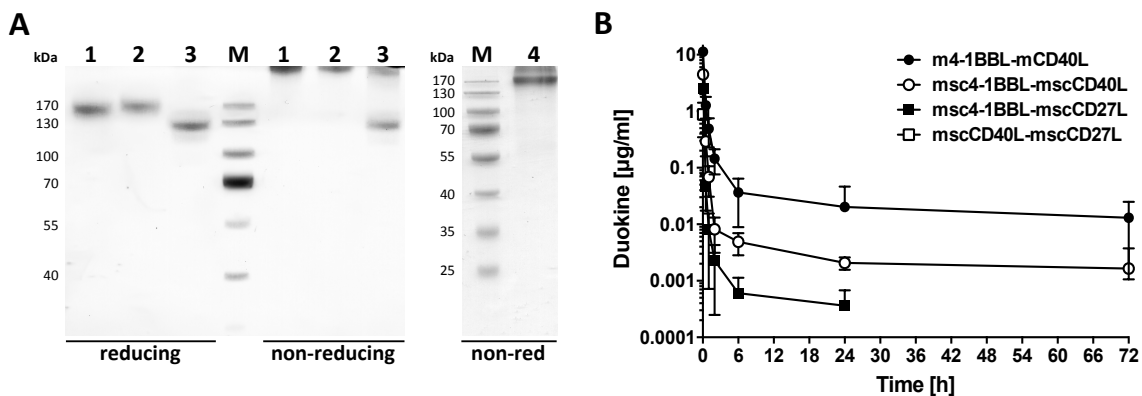 A
kDa 1 2 3 M 1 2 3
170
130
100
70
55
40
reducing non-reducing
kDa M 4
170
130
100
70
55
40
35
25
non-red
B
10
1
0.1
0.01
0.001
0.0001
Duokine [µg/ml]
0 6 12 18 24 30 36 42 48 54 60 66 72
Time [h]
m4-1BBL-mCD40L
msc4-1BBL-mscCD40L
msc4-1BBL-mscCD27L
mscCD40L-mscCD27L